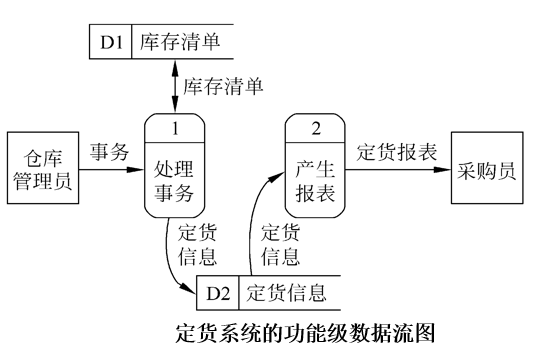 D1 库存清单
库存清单
1
2
仓库
管理员
事务
处理
事务
产生
报表
定货报表
采购员
定货
信息
定货
信息
D2 定货信息
定货系统的功能级数据流图